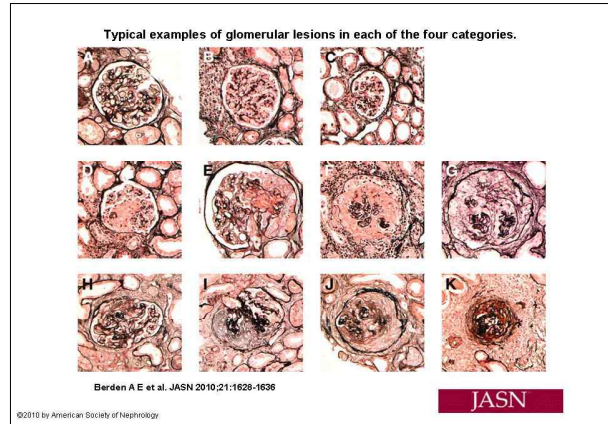 Typical examples of glomerular lesions in each of the four categories.
A B C
D E F G
H I J K
Berden A E et al. JASN 2010;21:1628-1636
JASN
©2010 by American Society of Nephrology